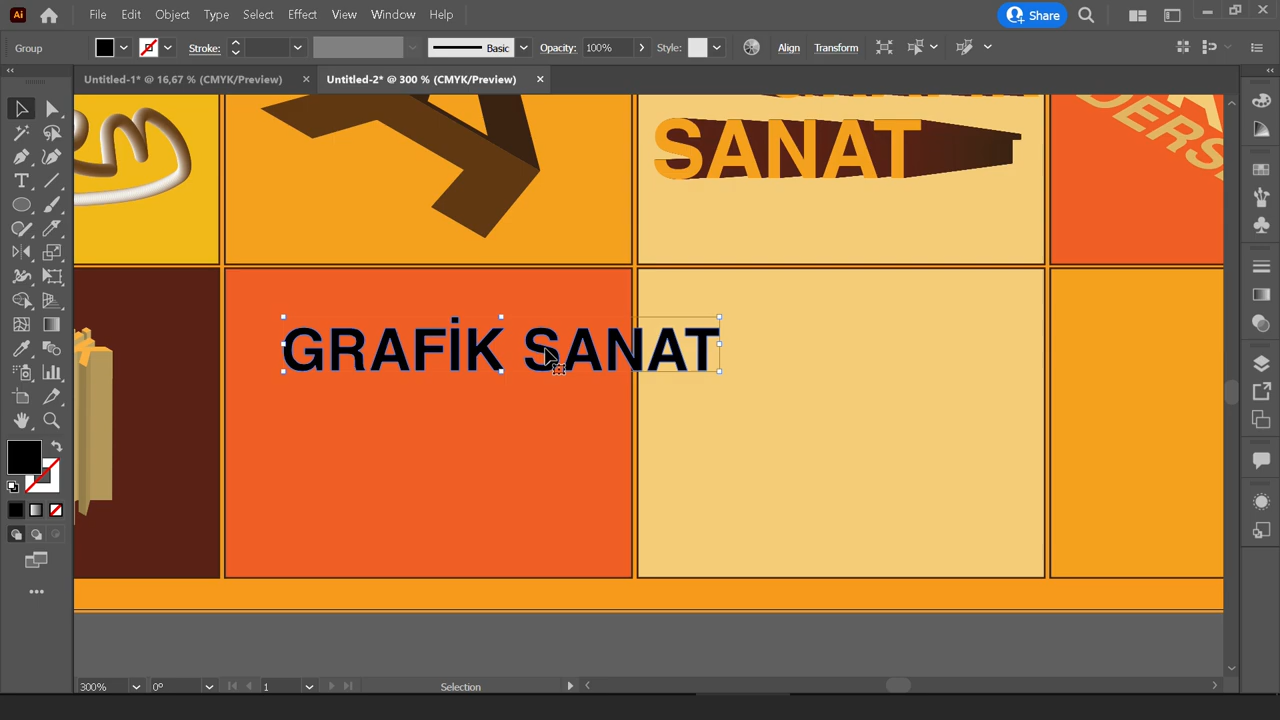 Ai File Edit Object Type Select Effect View Window Help Share
Group Stroke: Basic Opacity: 100% Style: Align Transform
Untitled-1* @ 16,67 % (CMYK/Preview) Untitled-2* @ 300 % (CMYK/Preview)
SANAT
DERS
GRAFİK SANAT
300% 0° 1 Selection